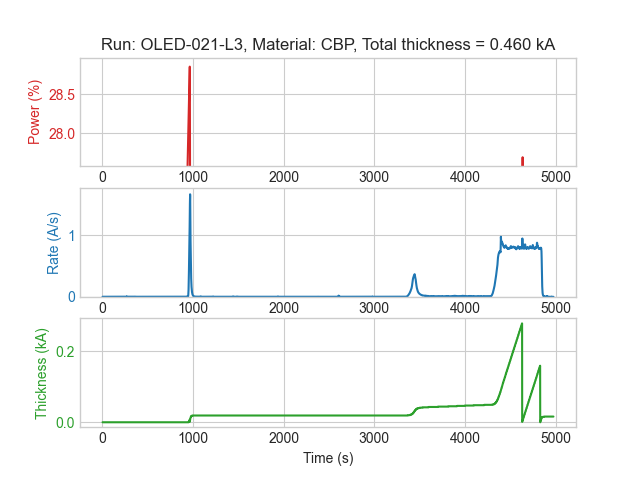 Run: OLED-021-L3, Material: CBP, Total thickness = 0.460 kA
Power (%)
28.5
28.0
0 1000 2000 3000 4000 5000
Rate (A/s)
1
0
0 1000 2000 3000 4000 5000
Thickness (kA)
0.2
0.0
0 1000 2000 3000 4000 5000
Time (s)